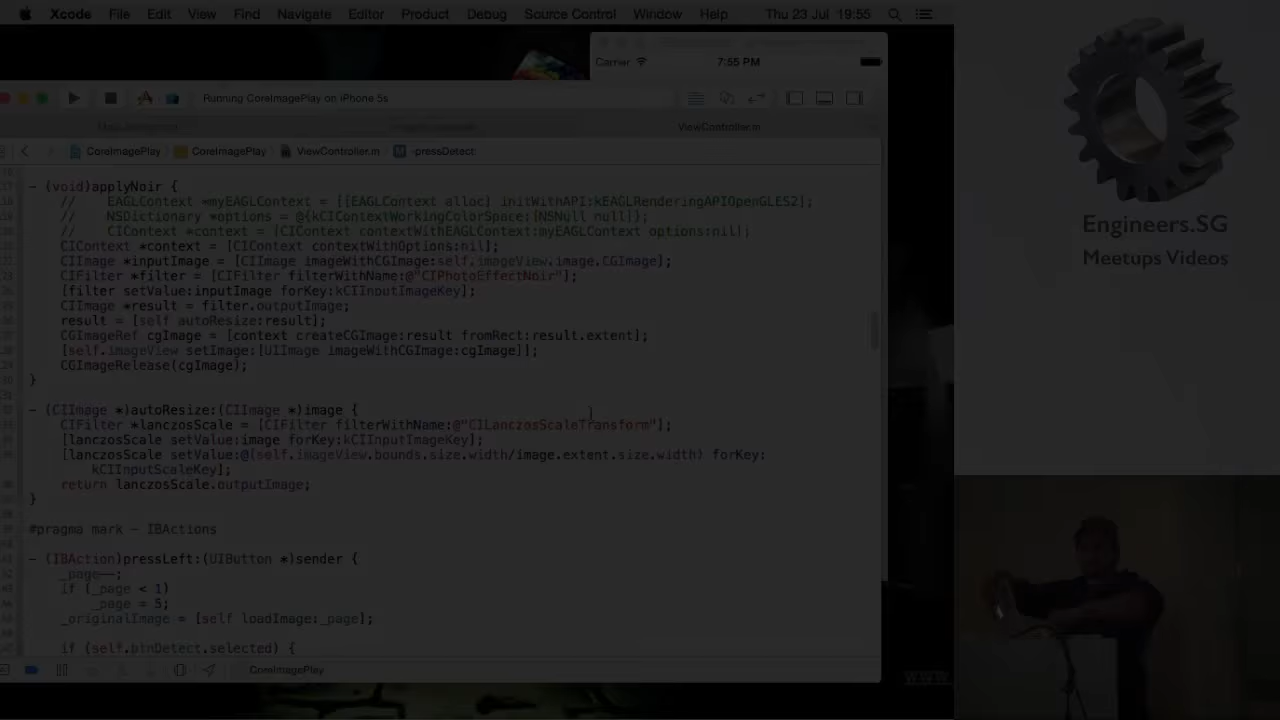 Xcode File Edit View Find Navigate Editor Product Debug Source Control Window Help Thu 23 Jul 19:55
Carrier 7:55 PM
Running CoreImagePlay on iPhone 5s
ViewController.m
CoreImagePlay CoreImagePlay ViewController.m M -pressDetect:
- (void)applyNoir {
// EAGLContext *myEAGLContext = [[EAGLContext alloc] initWithAPI:kEAGLRenderingAPIOpenGLES2];
// NSDictionary *options = @{kCIContextWorkingColorSpace:[NSNull null]};
// CIContext *context = [CIContext contextWithEAGLContext:myEAGLContext options:nil];
CIContext *context = [CIContext contextWithOptions:nil];
CIImage *inputImage = [CIImage imageWithCGImage:self.imageView.image.CGImage];
CIFilter *filter = [CIFilter filterWithName:@"CIPhotoEffectNoir"];
[filter setValue:inputImage forKey:kCIInputImageKey];
CIImage *result = filter.outputImage;
result = [self autoResize:result];
CGImageRef cgImage = [context createCGImage:result fromRect:result.extent];
[self.imageView setImage:[UIImage imageWithCGImage:cgImage]];
CGImageRelease(cgImage);
}
- (CIImage *)autoResize:(CIImage *)image {
CIFilter *lanczosScale = [CIFilter filterWithName:@"CILanczosScaleTransform"];
[lanczosScale setValue:image forKey:kCIInputImageKey];
[lanczosScale setValue:@(self.imageView.bounds.size.width/image.extent.size.width) forKey:
kCIInputScaleKey];
return lanczosScale.outputImage;
}
#pragma mark - IBActions
- (IBAction)pressLeft:(UIButton *)sender {
_page--;
if (_page < 1)
_page = 5;
_originalImage = [self loadImage:_page];
if (self.btnDetect.selected) {
CoreImagePlay
www
Engineers.SG
Meetups Videos